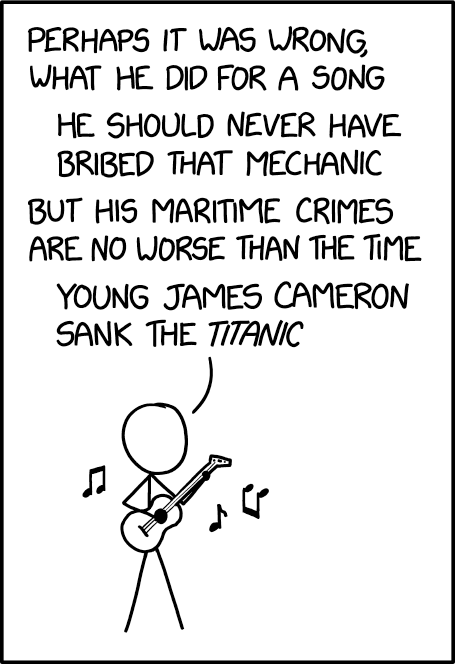 PERHAPS IT WAS WRONG,
WHAT HE DID FOR A SONG
HE SHOULD NEVER HAVE
BRIBED THAT MECHANIC
BUT HIS MARITIME CRIMES
ARE NO WORSE THAN THE TIME
YOUNG JAMES CAMERON
SANK THE TITANIC